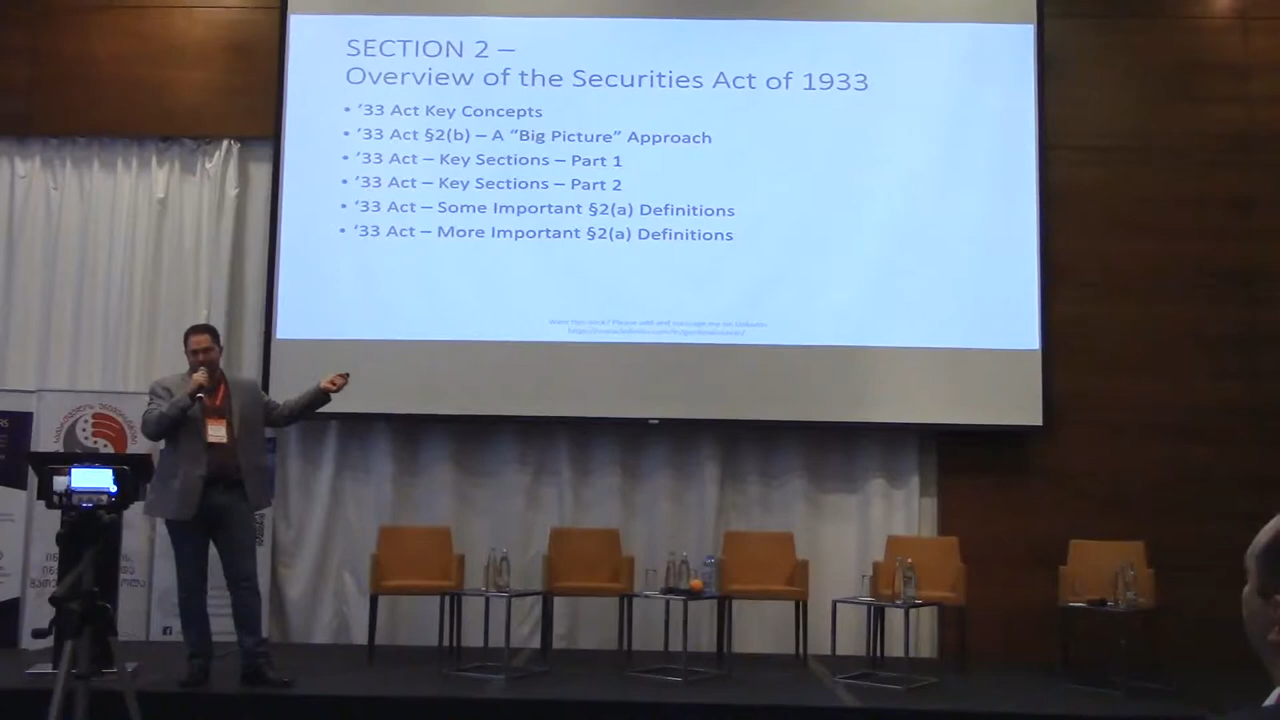 SECTION 2 –
Overview of the Securities Act of 1933
• '33 Act Key Concepts
• '33 Act §2(b) – A “Big Picture” Approach
• '33 Act – Key Sections – Part 1
• '33 Act – Key Sections – Part 2
• '33 Act – Some Important §2(a) Definitions
• '33 Act – More Important §2(a) Definitions